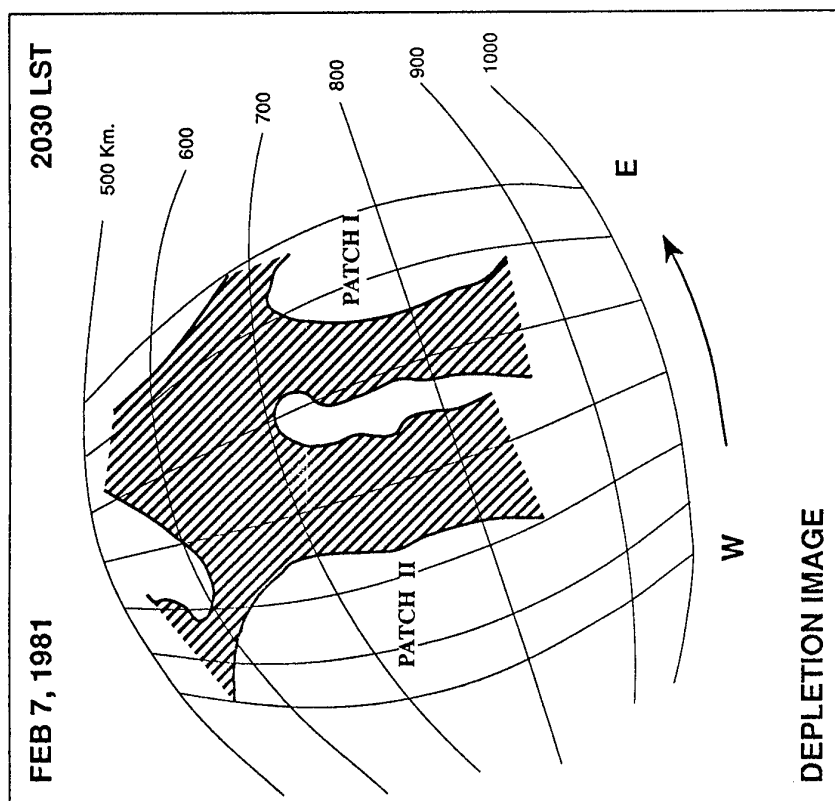 FEB 7, 1981
2030 LST
500 Km.
600
700
800
900
1000
PATCH I
PATCH II
E
W
DEPLETION IMAGE